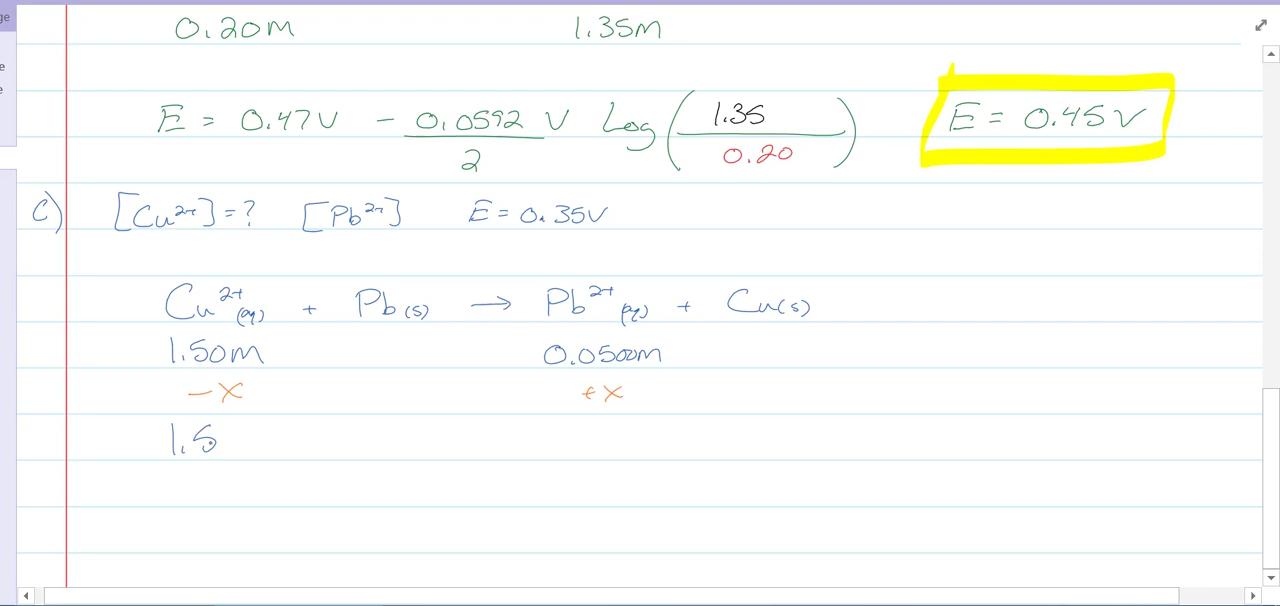 0.20M 1.35M
E = 0.47V - 0.0592/2 V Log(1.35/0.20) E = 0.45V
C) [Cu²⁺] = ? [Pb²⁺] E = 0.35V
Cu²⁺(aq) + Pb(s) → Pb²⁺(aq) + Cu(s)
1.50M 0.0500M
-X +X
1.5